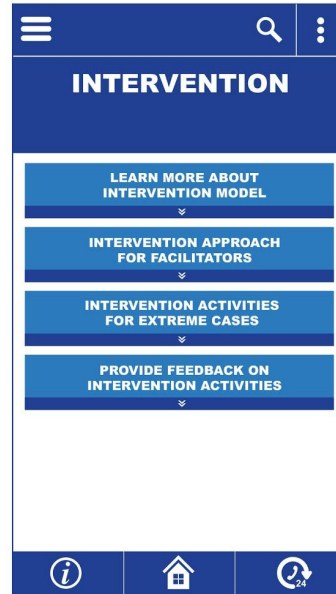 INTERVENTION
LEARN MORE ABOUT
INTERVENTION MODEL
INTERVENTION APPROACH
FOR FACILITATORS
INTERVENTION ACTIVITIES
FOR EXTREME CASES
PROVIDE FEEDBACK ON
INTERVENTION ACTIVITIES
i
24